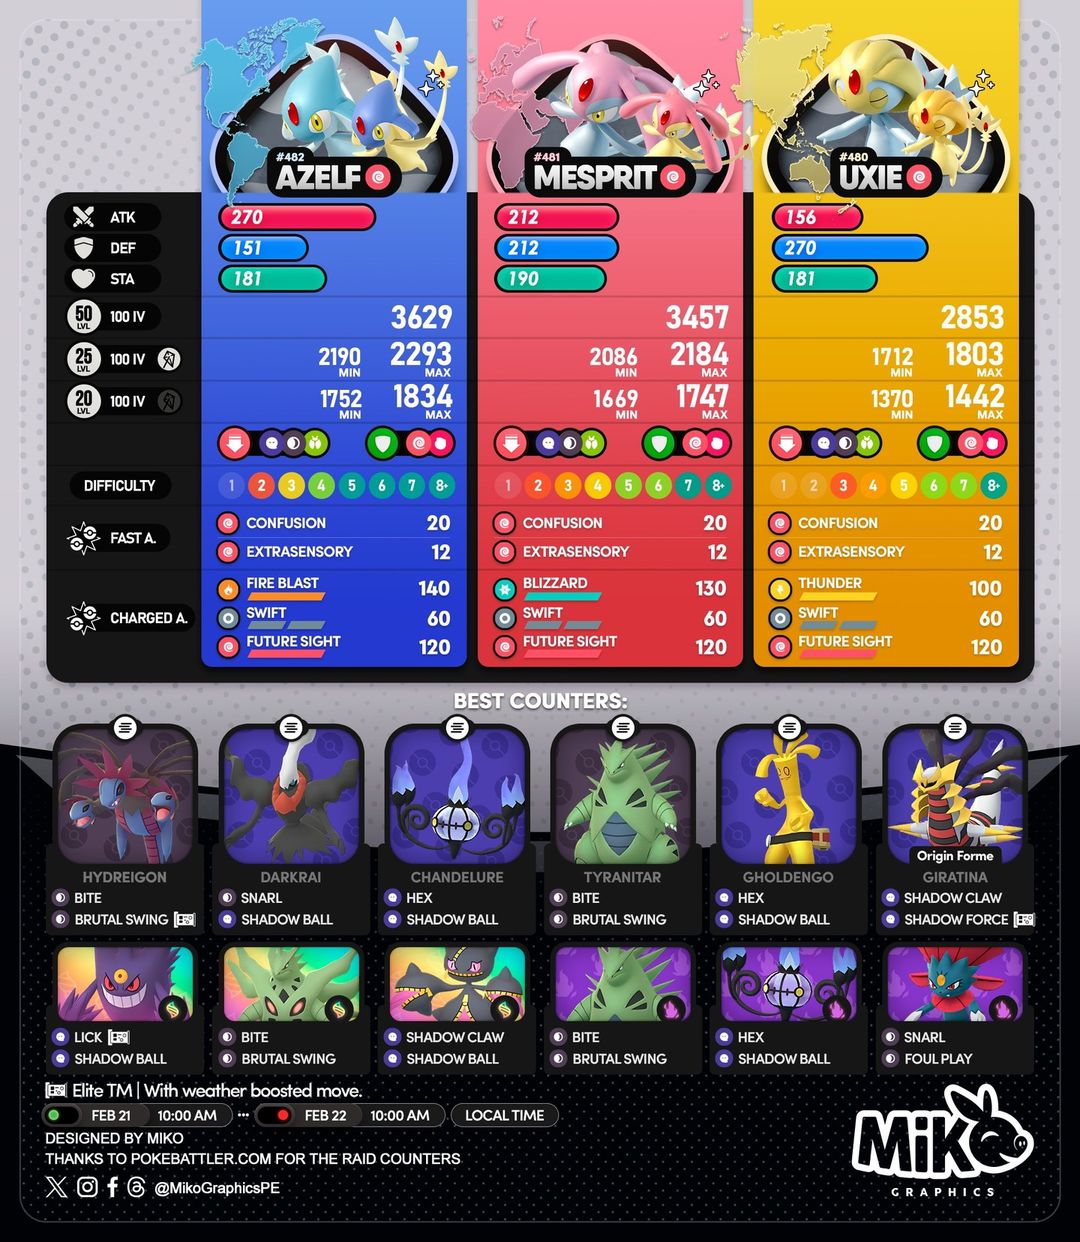 #482
AZELF
#481
MESPRIT
#480
UXIE
ATK 270 212 156
DEF 151 212 270
STA 181 190 181
50 LVL 100 IV 3629 3457 2853
25 LVL 100 IV 2190 MIN 2293 MAX 2086 MIN 2184 MAX 1712 MIN 1803 MAX
20 LVL 100 IV 1752 MIN 1834 MAX 1669 MIN 1747 MAX 1370 MIN 1442 MAX
DIFFICULTY 1 2 3 4 5 6 7 8+ 1 2 3 4 5 6 7 8+ 1 2 3 4 5 6 7 8+
FAST A.
CONFUSION 20 CONFUSION 20 CONFUSION 20
EXTRASENSORY 12 EXTRASENSORY 12 EXTRASENSORY 12
CHARGED A.
FIRE BLAST 140 BLIZZARD 130 THUNDER 100
SWIFT 60 SWIFT 60 SWIFT 60
FUTURE SIGHT 120 FUTURE SIGHT 120 FUTURE SIGHT 120
BEST COUNTERS:
Origin Forme
HYDREIGON DARKRAI CHANDELURE TYRANITAR GHOLDENGO GIRATINA
BITE SNARL HEX BITE HEX SHADOW CLAW
BRUTAL SWING SHADOW BALL SHADOW BALL BRUTAL SWING SHADOW BALL SHADOW FORCE
LICK BITE SHADOW CLAW BITE HEX SNARL
SHADOW BALL BRUTAL SWING SHADOW BALL BRUTAL SWING SHADOW BALL FOUL PLAY
Elite TM | With weather boosted move.
FEB 21 10:00 AM ... FEB 22 10:00 AM LOCAL TIME
DESIGNED BY MIKO
THANKS TO POKEBATTLER.COM FOR THE RAID COUNTERS
@MikoGraphicsPE
MiKO
GRAPHICS